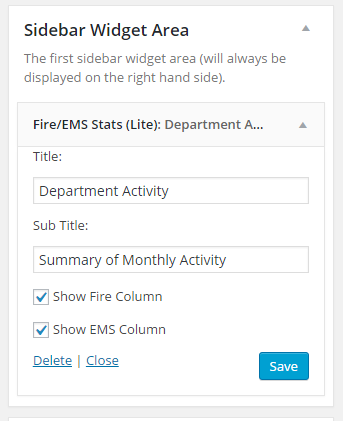 Sidebar Widget Area
The first sidebar widget area (will always be
displayed on the right hand side).
Fire/EMS Stats (Lite): Department A...
Title:
Department Activity
Sub Title:
Summary of Monthly Activity
Show Fire Column
Show EMS Column
Delete | Close Save